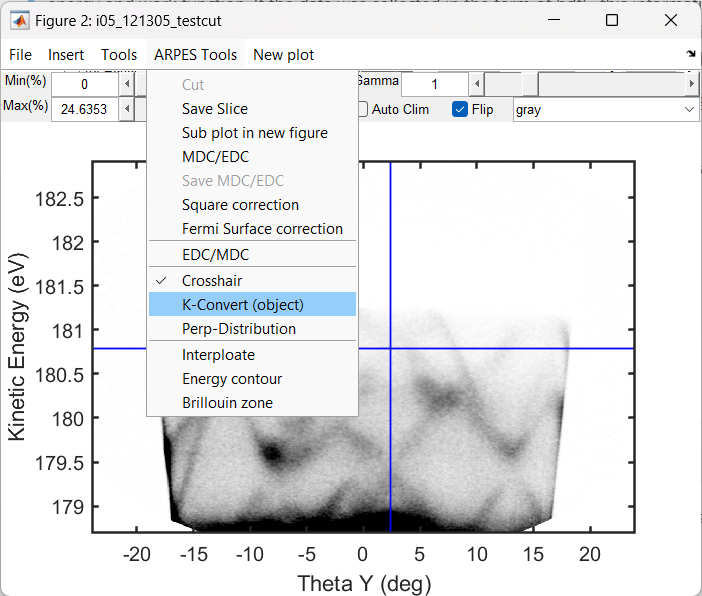 Figure 2: i05_121305_testcut
File Insert Tools ARPES Tools New plot
Min(%) 0 Gamma 1
Max(%) 24.6353 Auto Clim Flip gray
Cut
Save Slice
Sub plot in new figure
MDC/EDC
Save MDC/EDC
Square correction
Fermi Surface correction
EDC/MDC
Crosshair
K-Convert (object)
Perp-Distribution
Interploate
Energy contour
Brillouin zone
182.5
182
181.5
181
180.5
180
179.5
179
Kinetic Energy (eV)
-20 -15 -10 -5 0 5 10 15 20
Theta Y (deg)